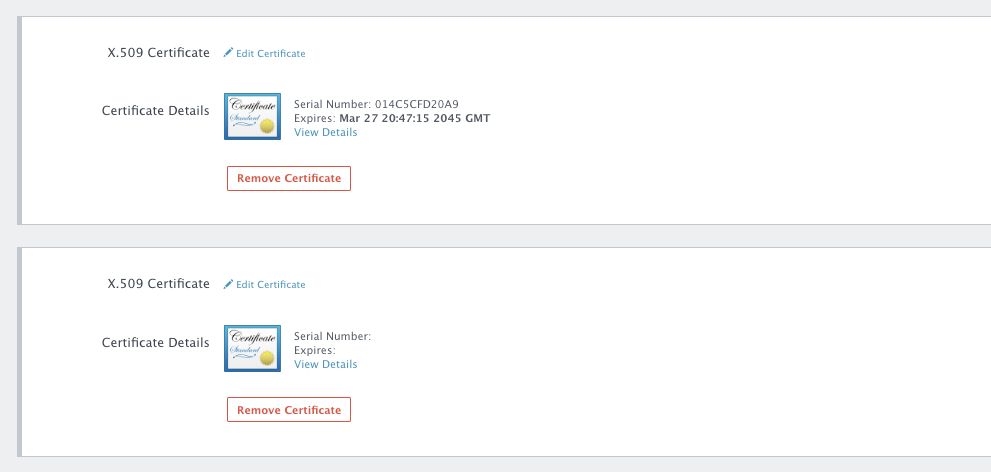 X.509 Certificate
Edit Certificate
Certificate Details
Certificate
Standard
Serial Number: 014C5CFD20A9
Expires: Mar 27 20:47:15 2045 GMT
View Details
Remove Certificate
X.509 Certificate
Edit Certificate
Certificate Details
Certificate
Standard
Serial Number:
Expires:
View Details
Remove Certificate